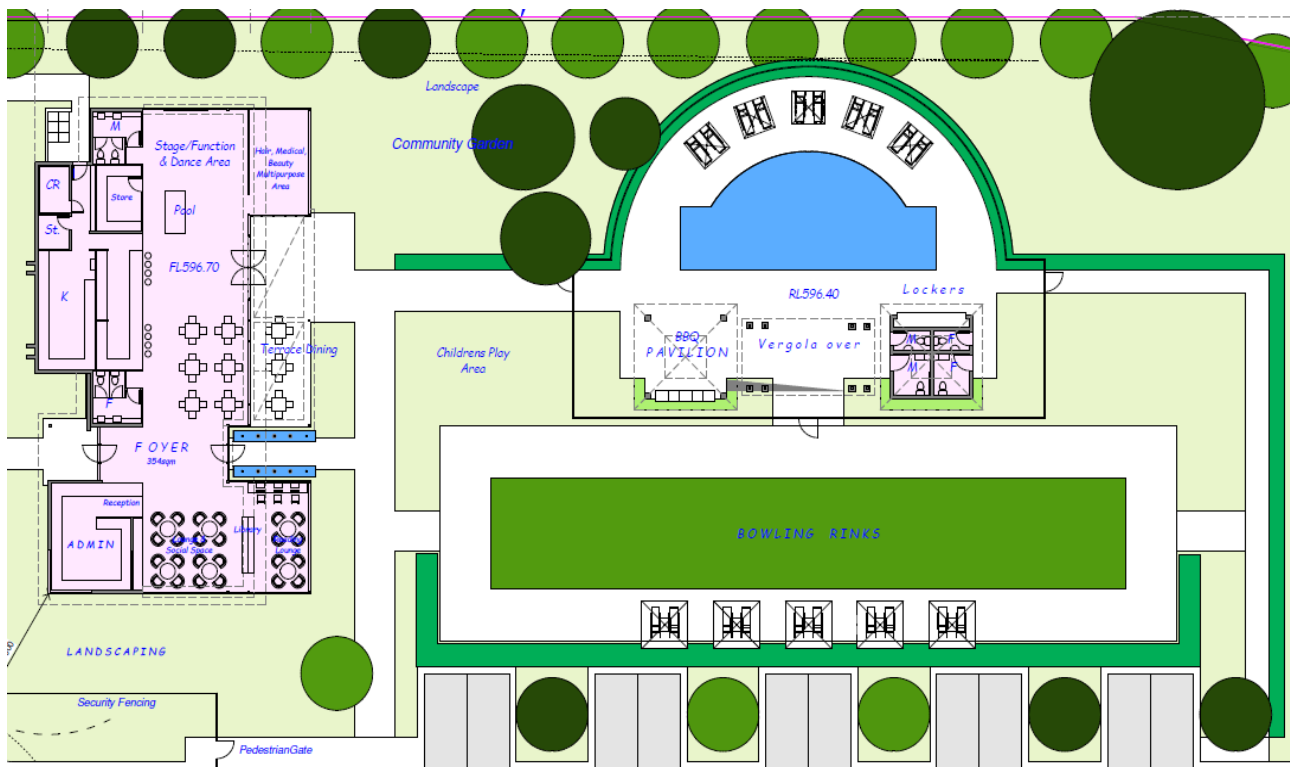 Landscape
Community Garden
M
Stage/Function
& Dance Area
Hair, Medical,
Beauty
Multipurpose
Area
CR
Store
Pool
St.
FL596.70
K
Terrace Dining
F
FOYER
354sqm
Reception
ADMIN
Lounge &
Social Space
Library
Reading
Lounge
LANDSCAPING
Security Fencing
PedestrianGate
Childrens Play
Area
RL596.40
Lockers
BBQ
PAVILION
Vergola over
M
F
M
F
BOWLING RINKS